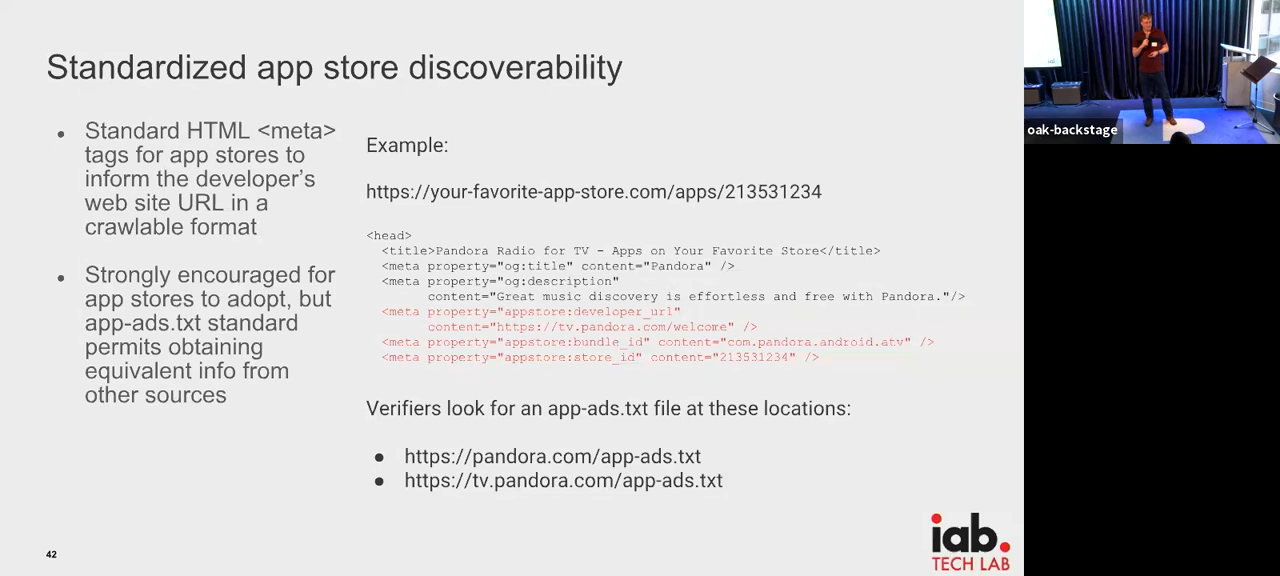 Standardized app store discoverability
● Standard HTML <meta>
tags for app stores to
inform the developer's
web site URL in a
crawlable format
● Strongly encouraged for
app stores to adopt, but
app-ads.txt standard
permits obtaining
equivalent info from
other sources
Example:
https://your-favorite-app-store.com/apps/213531234
<head>
<title>Pandora Radio for TV - Apps on Your Favorite Store</title>
<meta property="og:title" content="Pandora" />
<meta property="og:description"
content="Great music discovery is effortless and free with Pandora."/>
<meta property="appstore:developer_url"
content="https://tv.pandora.com/welcome" />
<meta property="appstore:bundle_id" content="com.pandora.android.atv" />
<meta property="appstore:store_id" content="213531234" />
Verifiers look for an app-ads.txt file at these locations:
● https://pandora.com/app-ads.txt
● https://tv.pandora.com/app-ads.txt
42
iab.
TECH LAB
oak-backstage